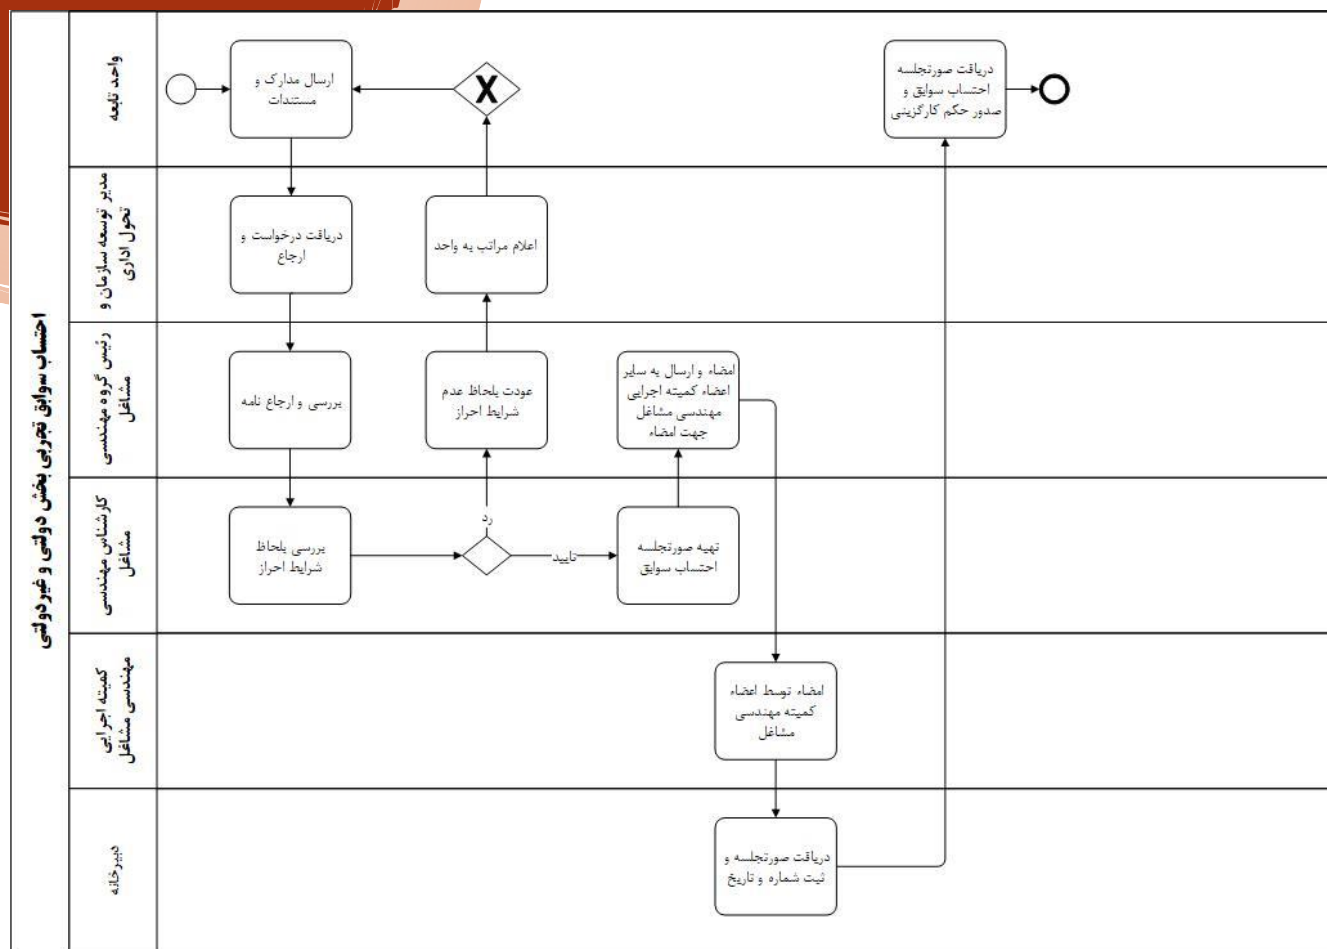 احتساب سوابق تجربی بخش دولتی و غیردولتی
واحد تابعه
ارسال مدارک و
مستندات
دریافت صورتجلسه
احتساب سوابق و
صدور حکم کارگزینی
مدیر توسعه سازمان و
تحول اداری
دریافت درخواست و
ارجاع
اعلام مراتب به واحد
رئیس گروه مهندسی
مشاغل
بررسی و ارجاع نامه
عودت بلحاظ عدم
شرایط احراز
امضاء و ارسال به سایر
اعضاء کمیته اجرایی
مهندسی مشاغل
جهت امضاء
کارشناس مهندسی
مشاغل
بررسی بلحاظ
شرایط احراز
رد
تایید
تهیه صورتجلسه
احتساب سوابق
کمیته اجرایی
مهندسی مشاغل
امضاء توسط اعضاء
کمیته مهندسی
مشاغل
دبیرخانه
دریافت صورتجلسه و
ثبت شماره و تاریخ